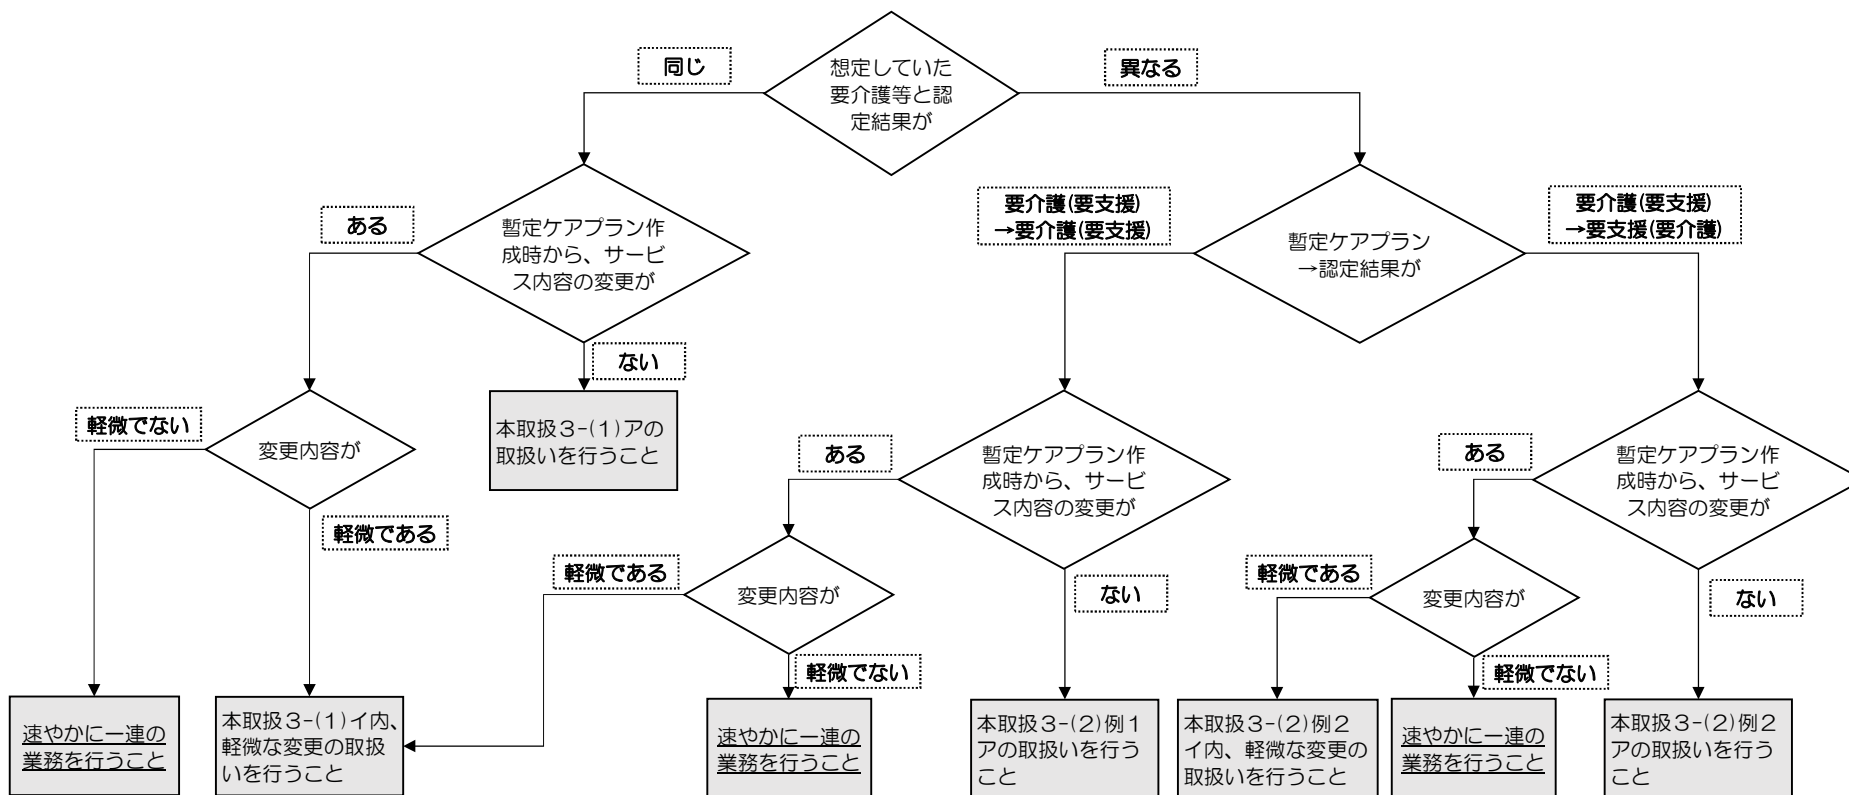 同じ
想定していた
要介護等と認
定結果が
異なる
ある
暫定ケアプラン作
成時から、サービ
ス内容の変更が
要介護(要支援)
→要介護(要支援)
暫定ケアプラン
→認定結果が
要介護(要支援)
→要支援(要介護)
ない
軽微でない
変更内容が
本取扱3-(1)アの
取扱いを行うこと
軽微である
ある
暫定ケアプラン作
成時から、サービ
ス内容の変更が
ある
暫定ケアプラン作
成時から、サービ
ス内容の変更が
軽微である
変更内容が
ない
軽微である
変更内容が
ない
軽微でない
軽微でない
速やかに一連の
業務を行うこと
本取扱3-(1)イ内、
軽微な変更の取扱
いを行うこと
速やかに一連の
業務を行うこと
本取扱3-(2)例1
アの取扱いを行う
こと
本取扱3-(2)例2
イ内、軽微な変更の
取扱いを行うこと
速やかに一連の
業務を行うこと
本取扱3-(2)例2
アの取扱いを行う
こと